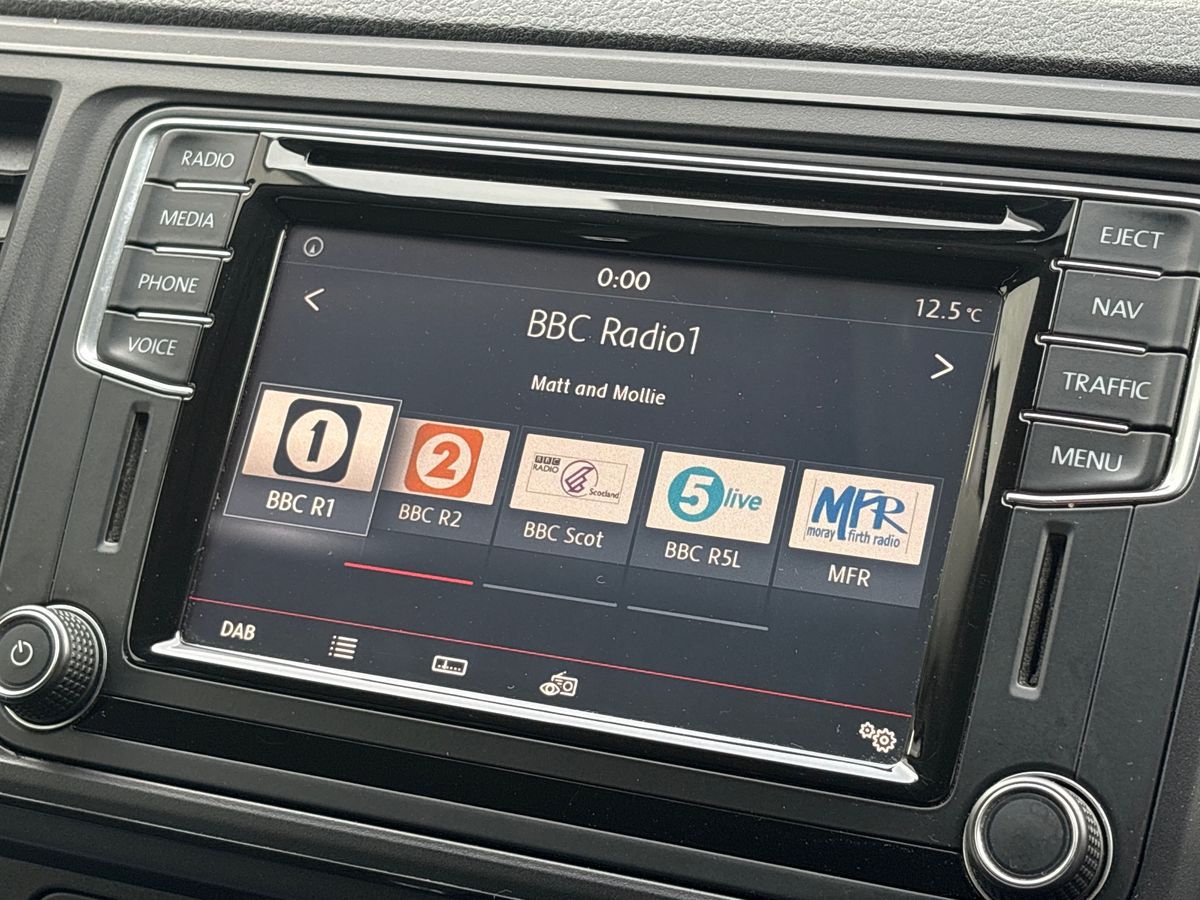 RADIO
MEDIA
PHONE
VOICE
EJECT
NAV
TRAFFIC
MENU
0:00
12.5 °C
<
BBC Radio1
>
Matt and Mollie
1
2
BBC
RADIO
Scotland
5 live
MFR
moray firth radio
BBC R1
BBC R2
BBC Scot
BBC R5L
MFR
DAB